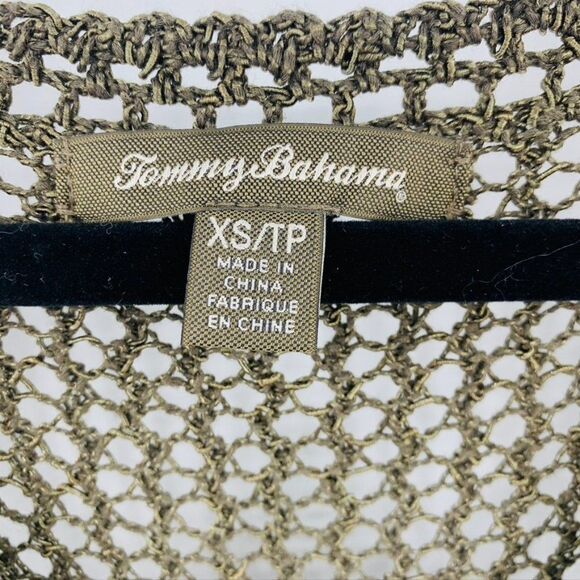 Tommy Bahama®
XS/TP
MADE IN
CHINA
FABRIQUE
EN CHINE